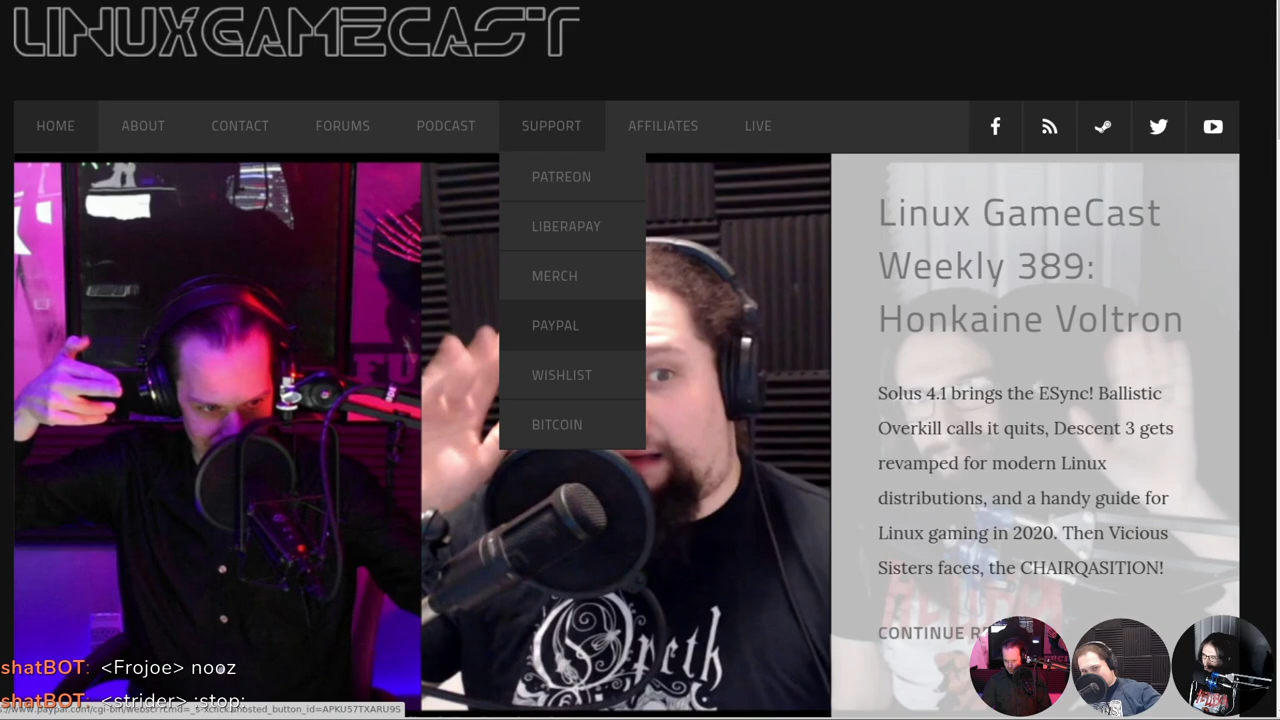 LINUXGAMECAST
HOME ABOUT CONTACT FORUMS PODCAST SUPPORT AFFILIATES LIVE
PATREON
LIBERAPAY
MERCH
PAYPAL
WISHLIST
BITCOIN
Linux GameCast
Weekly 389:
Honkaine Voltron
Solus 4.1 brings the ESync! Ballistic
Overkill calls it quits, Descent 3 gets
revamped for modern Linux
distributions, and a handy guide for
Linux gaming in 2020. Then Vicious
Sisters faces, the CHAIRQASITION!
CONTINUE
Opeth
shatBOT: <Frojoe> nooz
shatBOT: <strider> :stop: